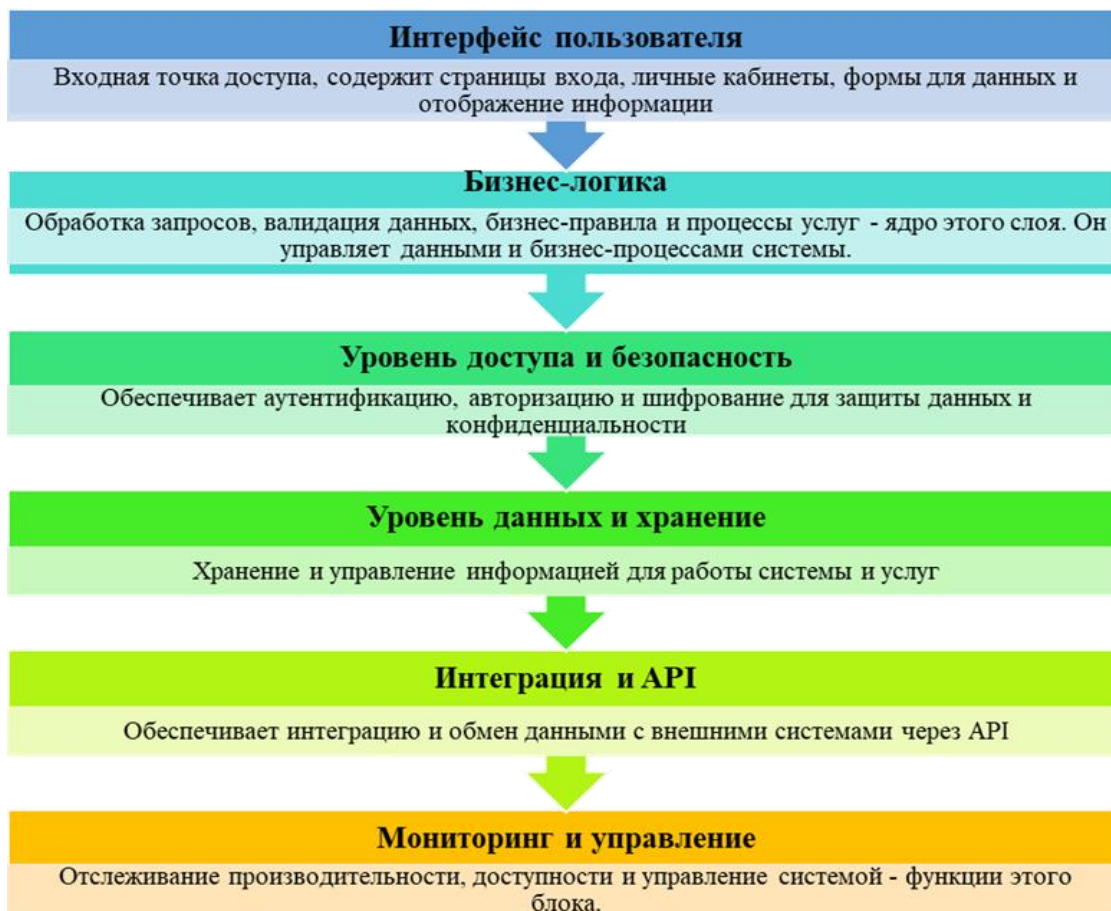 Интерфейс пользователя
Входная точка доступа, содержит страницы входа, личные кабинеты, формы для данных и
отображение информации
Бизнес-логика
Обработка запросов, валидация данных, бизнес-правила и процессы услуг - ядро этого слоя. Он
управляет данными и бизнес-процессами системы.
Уровень доступа и безопасность
Обеспечивает аутентификацию, авторизацию и шифрование для защиты данных и
конфиденциальности
Уровень данных и хранение
Хранение и управление информацией для работы системы и услуг
Интеграция и API
Обеспечивает интеграцию и обмен данными с внешними системами через API
Мониторинг и управление
Отслеживание производительности, доступности и управление системой - функции этого
блока.